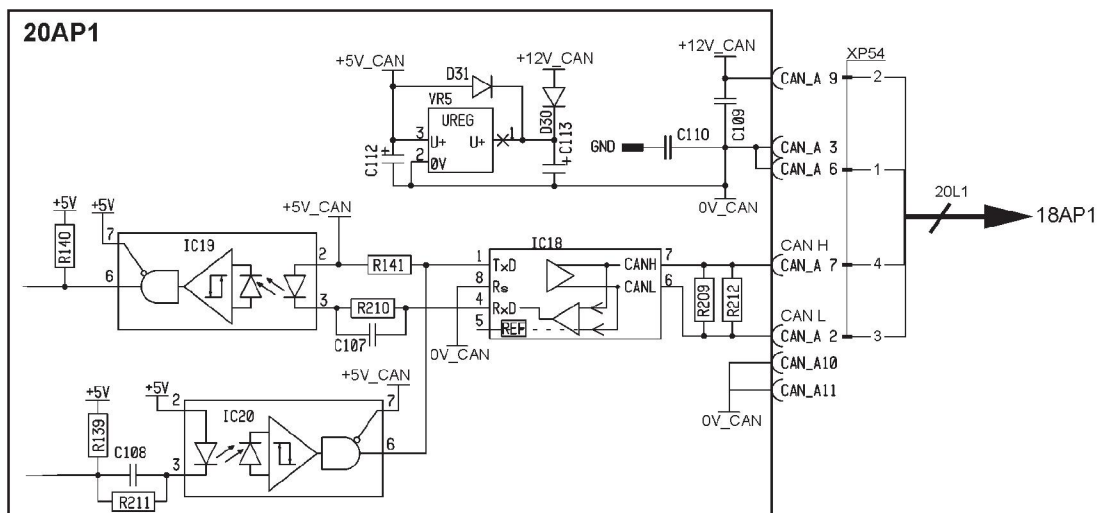 20AP1
+5V_CAN
D31
+12V_CAN
+12V_CAN
XP54
VR5
UREG
3 U+ U+ 1
2 0V
C112 +
D30
+ C113
C109
GND
C110
0V_CAN
CAN_A 9 2
CAN_A 3
CAN_A 6 1
20L1
18AP1
+5V
+5V
+5V_CAN
R140
7
IC19
2
6
3
R141
R210
C107
IC18
1 TxD
8 Rs
4 RxD
5 REF
CANH 7
CANL 6
0V_CAN
R209
R212
CAN H
CAN_A 7 4
CAN L
CAN_A 2 3
CAN_A10
CAN_A11
0V_CAN
+5V_CAN
+5V
+5V
R139
2
IC20
7
6
C108
3
R211